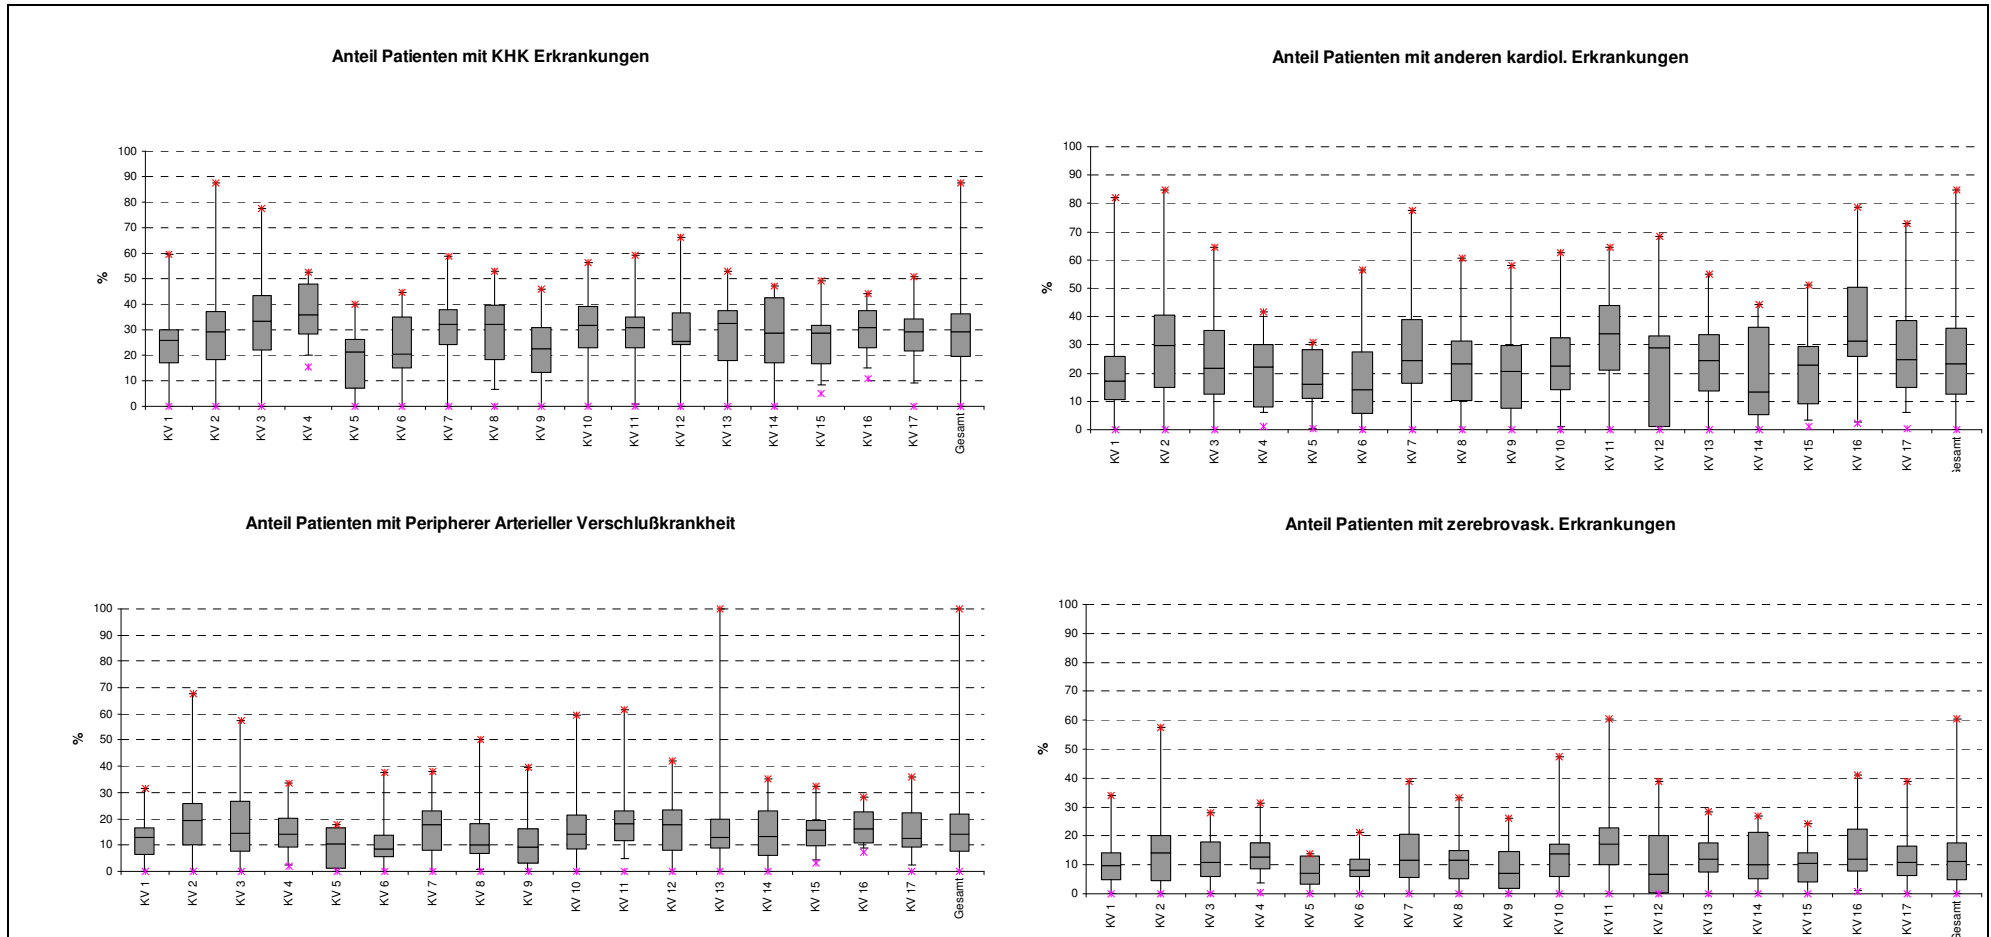 Anteil Patienten mit KHK Erkrankungen
100
90
80
70
60
50
40
30
20
10
0
%
KV 1
KV 2
KV 3
KV 4
KV 5
KV 6
KV 7
KV 8
KV 9
KV 10
KV 11
KV 12
KV 13
KV 14
KV 15
KV 16
KV 17
Gesamt
Anteil Patienten mit anderen kardiol. Erkrankungen
100
90
80
70
60
50
40
30
20
10
0
%
KV 1
KV 2
KV 3
KV 4
KV 5
KV 6
KV 7
KV 8
KV 9
KV 10
KV 11
KV 12
KV 13
KV 14
KV 15
KV 16
KV 17
Gesamt
Anteil Patienten mit Peripherer Arterieller Verschlußkrankheit
100
90
80
70
60
50
40
30
20
10
0
%
KV 1
KV 2
KV 3
KV 4
KV 5
KV 6
KV 7
KV 8
KV 9
KV 10
KV 11
KV 12
KV 13
KV 14
KV 15
KV 16
KV 17
Gesamt
Anteil Patienten mit zerebrovask. Erkrankungen
100
90
80
70
60
50
40
30
20
10
0
%
KV 1
KV 2
KV 3
KV 4
KV 5
KV 6
KV 7
KV 8
KV 9
KV 10
KV 11
KV 12
KV 13
KV 14
KV 15
KV 16
KV 17
Gesamt